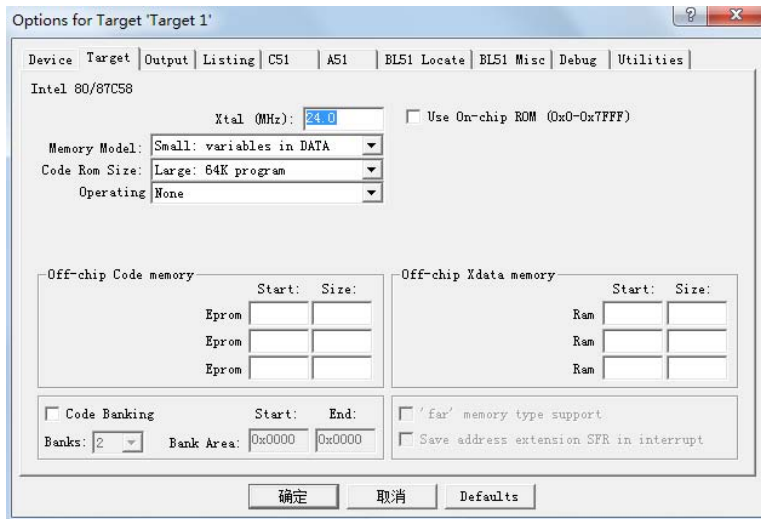 Options for Target 'Target 1'
Device Target Output Listing C51 A51 BL51 Locate BL51 Misc Debug Utilities
Intel 80/87C58
Xtal (MHz): 24.0 Use On-chip ROM (0x0-0x7FFF)
Memory Model: Small: variables in DATA
Code Rom Size: Large: 64K program
Operating None
Off-chip Code memory Off-chip Xdata memory
Start: Size: Start: Size:
Eprom Ram
Eprom Ram
Eprom Ram
Code Banking Start: End: 'far' memory type support
Banks: 2 Bank Area: 0x0000 0x0000 Save address extension SFR in interrupt
确定 取消 Defaults